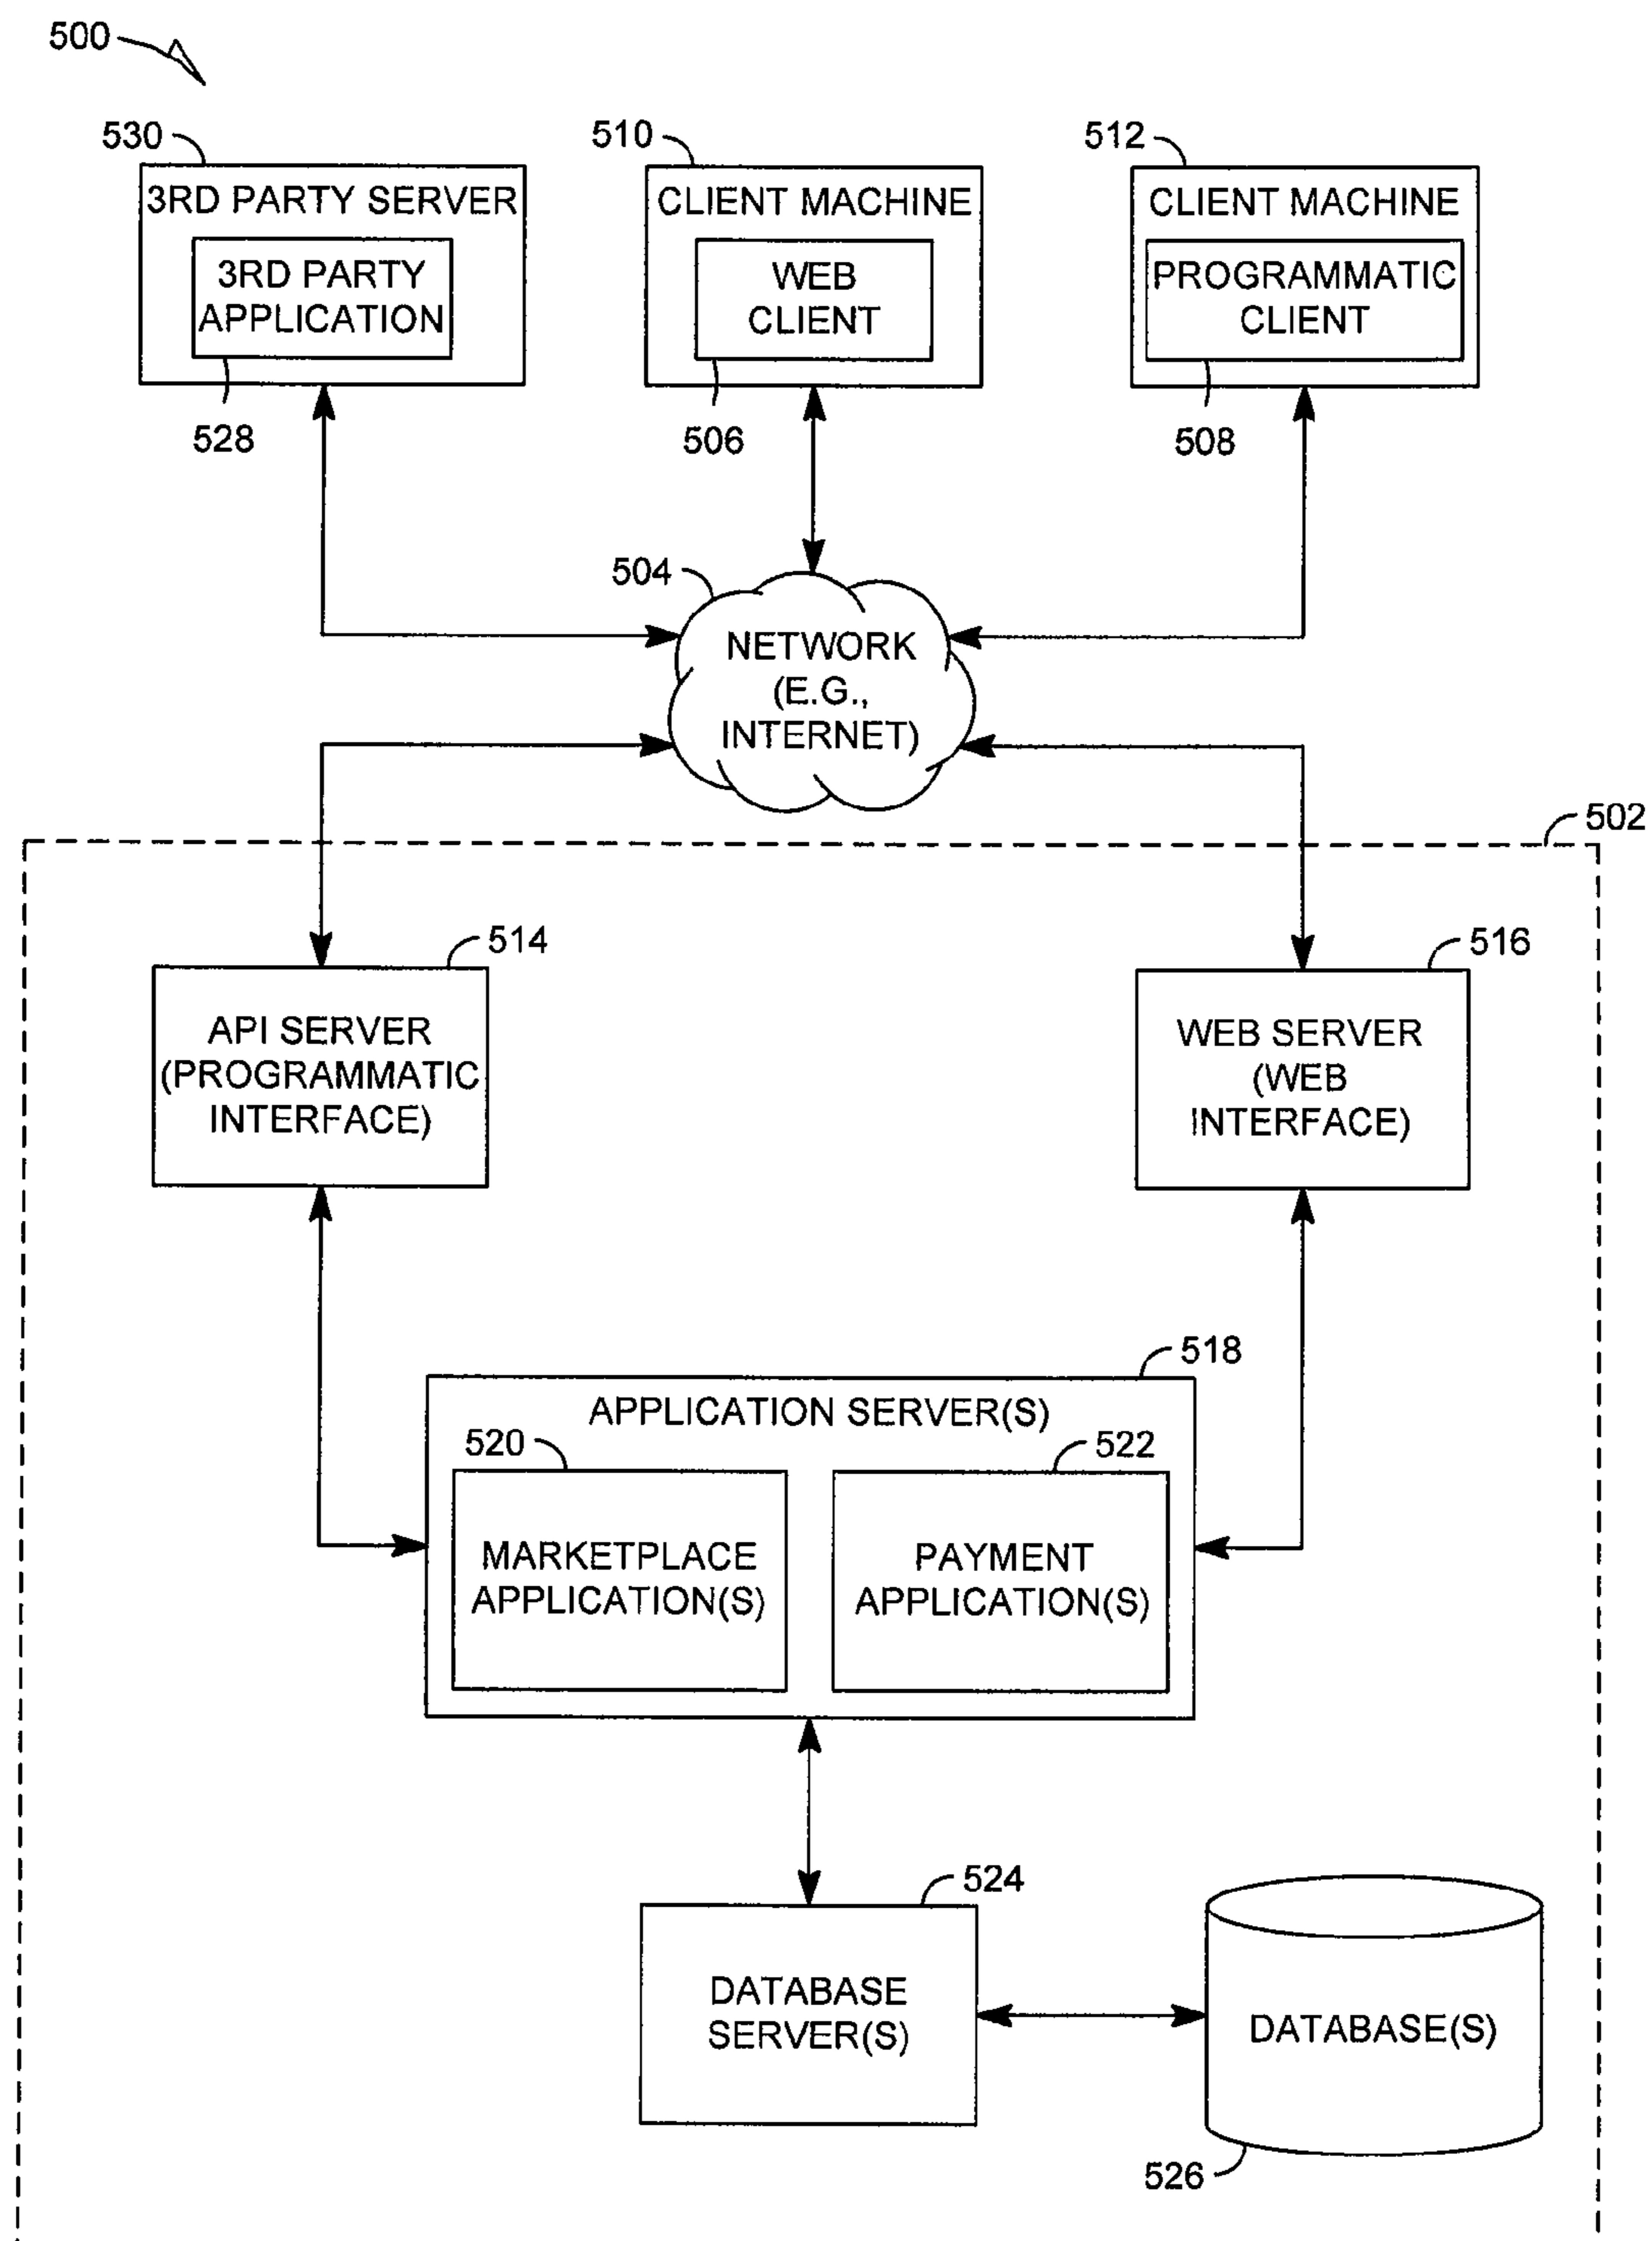 500
530
510
512
3RD PARTY SERVER
3RD PARTY
APPLICATION
528
CLIENT MACHINE
WEB
CLIENT
506
CLIENT MACHINE
PROGRAMMATIC
CLIENT
508
504
NETWORK
(E.G.,
INTERNET)
502
514
API SERVER
(PROGRAMMATIC
INTERFACE)
516
WEB SERVER
(WEB
INTERFACE)
518
APPLICATION SERVER(S)
520
MARKETPLACE
APPLICATION(S)
522
PAYMENT
APPLICATION(S)
524
DATABASE
SERVER(S)
DATABASE(S)
526